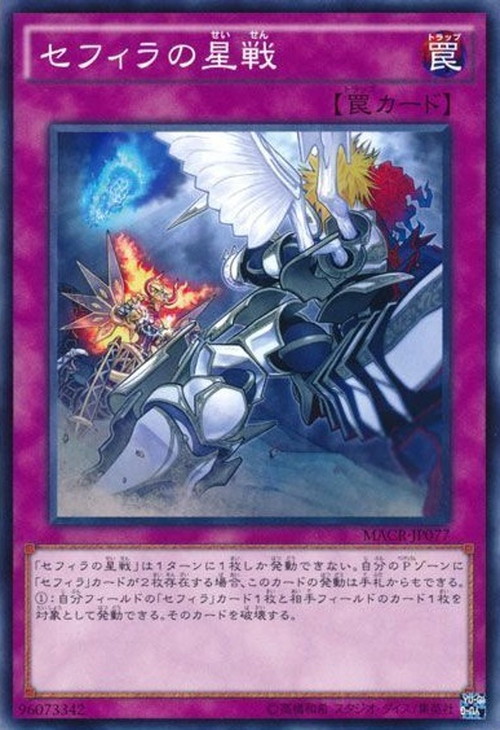 セフィラの星戦
罠
【罠カード】
MACR-JP077
「セフィラの星戦」は１ターンに１枚しか発動できない。自分のＰゾーンに
「セフィラ」カードが２枚存在する場合、このカードの発動は手札からもできる。
①：自分フィールドの「セフィラ」カード１枚と相手フィールドのカード１枚を
対象として発動できる。そのカードを破壊する。
96073342
©高橋和希 スタジオ・ダイス/集英社